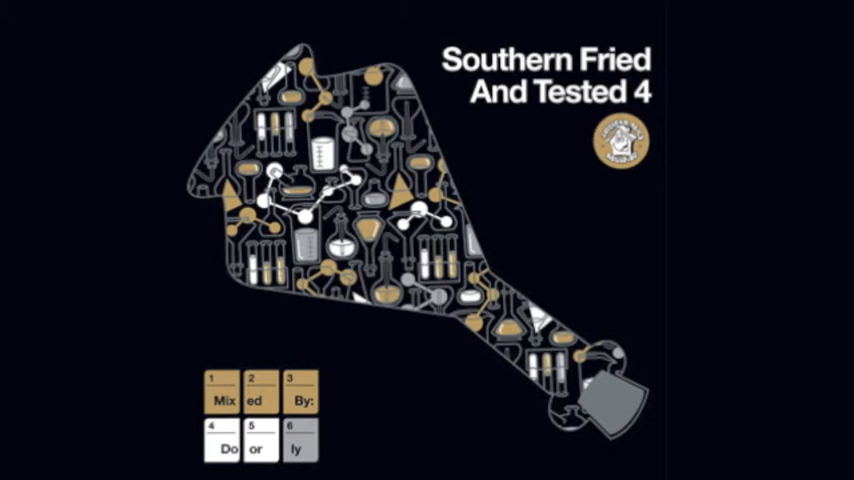 Southern Fried
And Tested 4
1 2 3
Mix ed By:
4 5 6
Do or ly